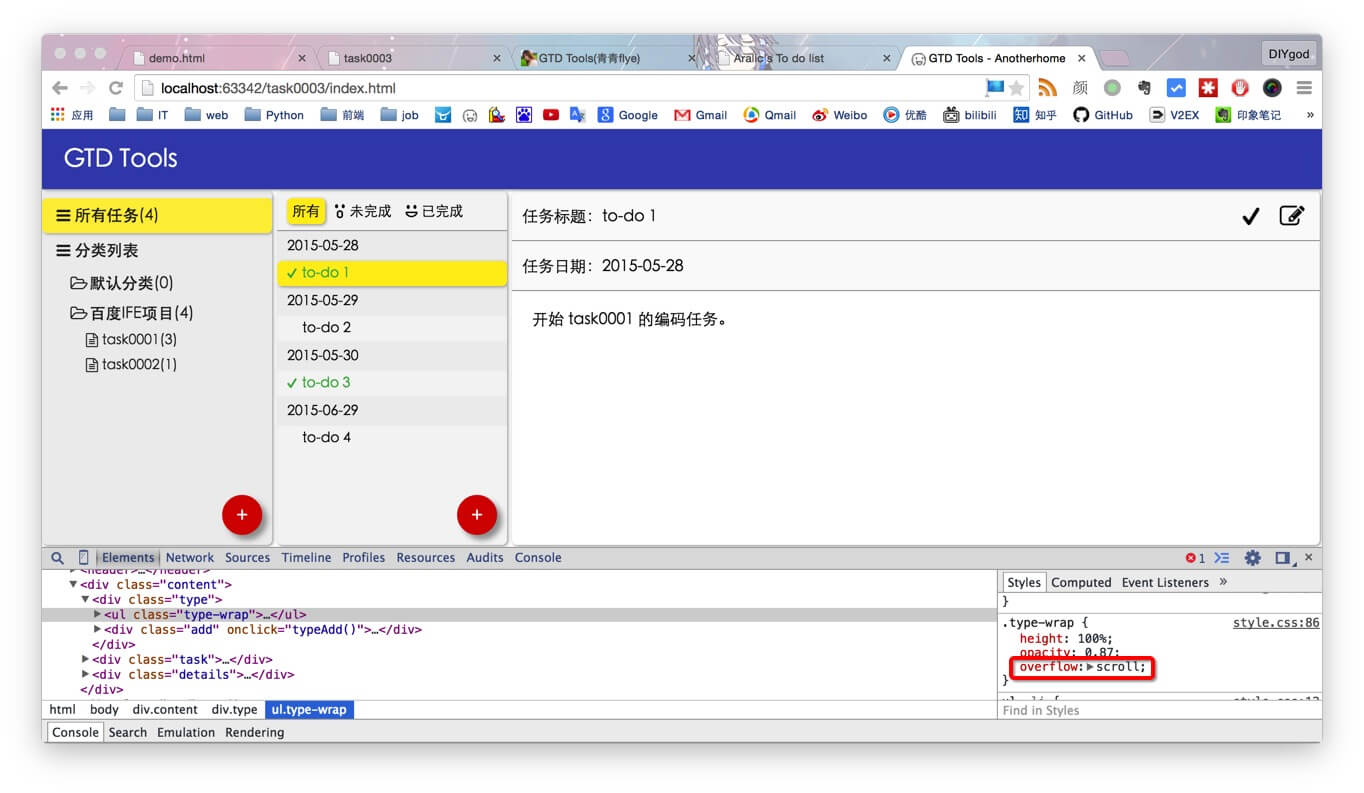 demo.html task0003 GTD Tools(青青flye) Aralic's To do list GTD Tools - Anotherhome DIYgod
localhost:63342/task0003/index.html 颜
应用 IT web Python 前端 job Google Gmail Qmail Weibo 优酷 bilibili 知 知乎 GitHub V2EX 印象笔记 »
GTD Tools
所有任务(4)
分类列表
默认分类(0)
百度IFE项目(4)
task0001(3)
task0002(1)
所有 未完成 已完成
2015-05-28
to-do 1
2015-05-29
to-do 2
2015-05-30
to-do 3
2015-06-29
to-do 4
任务标题：to-do 1
任务日期：2015-05-28
开始 task0001 的编码任务。
+
+
Elements Network Sources Timeline Profiles Resources Audits Console 1
<header>…</header>
<div class="content">
<div class="type">
<ul class="type-wrap">…</ul>
<div class="add" onclick="typeAdd()">…</div>
</div>
<div class="task">…</div>
<div class="details">…</div>
</div>
html body div.content div.type ul.type-wrap
Styles Computed Event Listeners »
}
.type-wrap { style.css:86
height: 100%;
opacity: 0.87;
overflow: scroll;
}
Find in Styles
Console Search Emulation Rendering